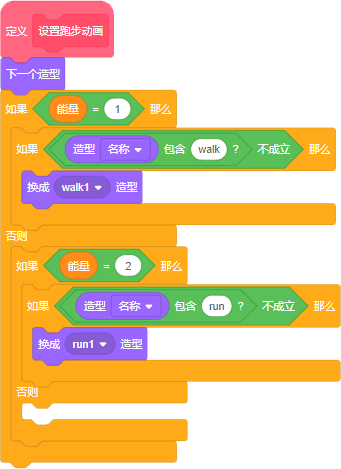 定义 设置跑步动画
下一个造型
如果 能量 = 1 那么
如果 造型 名称 包含 walk ? 不成立 那么
换成 walk1 造型
否则
如果 能量 = 2 那么
如果 造型 名称 包含 run ? 不成立 那么
换成 run1 造型
否则